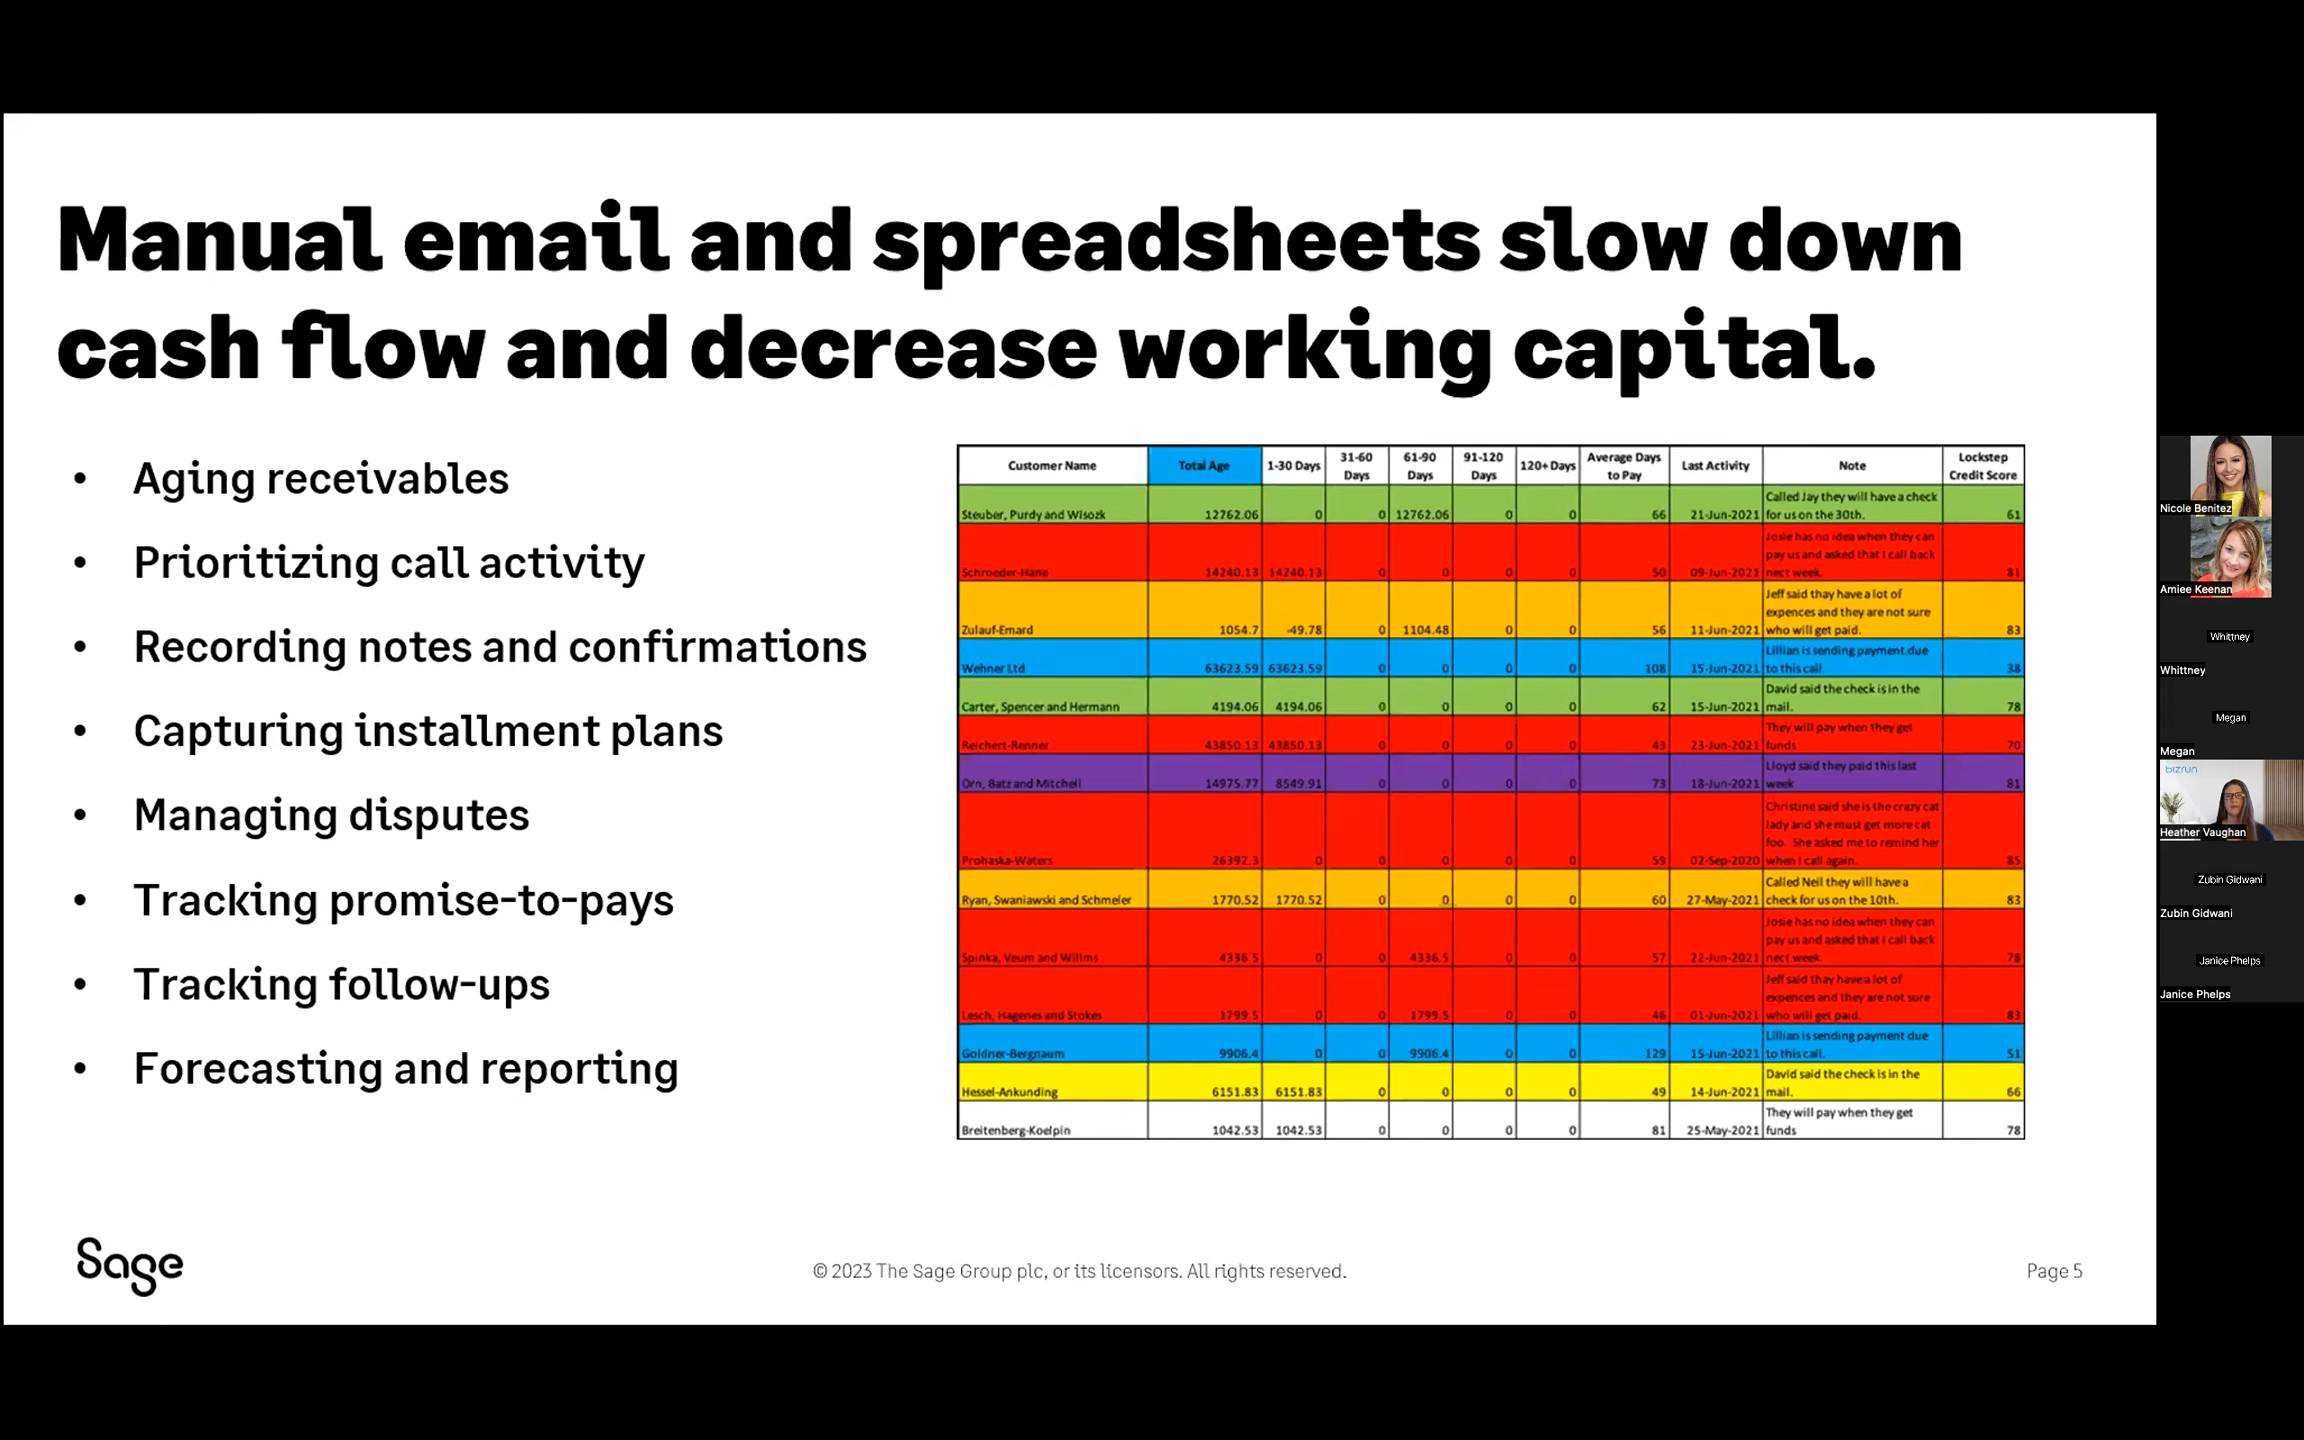 Manual email and spreadsheets slow down
cash flow and decrease working capital.
• Aging receivables
• Prioritizing call activity
• Recording notes and confirmations
• Capturing installment plans
• Managing disputes
• Tracking promise-to-pays
• Tracking follow-ups
• Forecasting and reporting
Customer Name Total Age 1-30 Days 31-60 Days 61-90 Days 91-120 Days 120+ Days Average Days to Pay Last Activity Note Lockstep Credit Score
Steuber, Purdy and Wisozk 12762.06 0 0 12762.06 0 0 66 21-Jun-2021 Called Jay they will have a check for us on the 30th. 61
Schroeder-Hane 14240.13 14240.13 0 0 0 0 50 09-Jun-2021 Josie has no idea when they can pay us and asked that I call back nect week. 81
Zulauf-Emard 1054.7 -49.78 0 1104.48 0 0 56 11-Jun-2021 Jeff said thay have a lot of expences and they are not sure who will get paid. 83
Wehner Ltd 63623.59 63623.59 0 0 0 0 108 15-Jun-2021 Lillian is sending payment due to this call. 38
Carter, Spencer and Hermann 4194.06 4194.06 0 0 0 0 62 15-Jun-2021 David said the check is in the mail. 78
Reichert-Renner 43850.13 43850.13 0 0 0 0 43 23-Jun-2021 They will pay when they get funds 70
Orn, Batz and Mitchell 14975.77 8549.91 0 0 0 0 73 18-Jun-2021 Lloyd said they paid this last week 81
Prohaska-Waters 26392.3 0 0 0 0 0 59 02-Sep-2020 Christine said she is the crazy cat lady and she must get more cat foo. She asked me to remind her when I call again. 85
Ryan, Swaniawski and Schmeler 1770.52 1770.52 0 0 0 0 60 27-May-2021 Called Neil they will have a check for us on the 10th. 83
Spinka, Veum and Willms 4336.5 0 0 4336.5 0 0 57 22-Jun-2021 Josie has no idea when they can pay us and asked that I call back nect week. 78
Lesch, Hagenes and Stokes 1799.5 0 0 1799.5 0 0 46 01-Jun-2021 Jeff said thay have a lot of expences and they are not sure who will get paid. 83
Goldner-Bergnaum 9906.4 0 0 9906.4 0 0 129 15-Jun-2021 Lillian is sending payment due to this call. 51
Hessel-Ankunding 6151.83 6151.83 0 0 0 0 49 14-Jun-2021 David said the check is in the mail. 66
Breitenberg-Koelpin 1042.53 1042.53 0 0 0 0 81 25-May-2021 They will pay when they get funds 78
Sage
© 2023 The Sage Group plc, or its licensors. All rights reserved.
Page 5
Nicole Benitez
Amiee Keenan
Whittney
Whittney
Megan
Megan
bizrun
Heather Vaughan
Zubin Gidwani
Zubin Gidwani
Janice Phelps
Janice Phelps